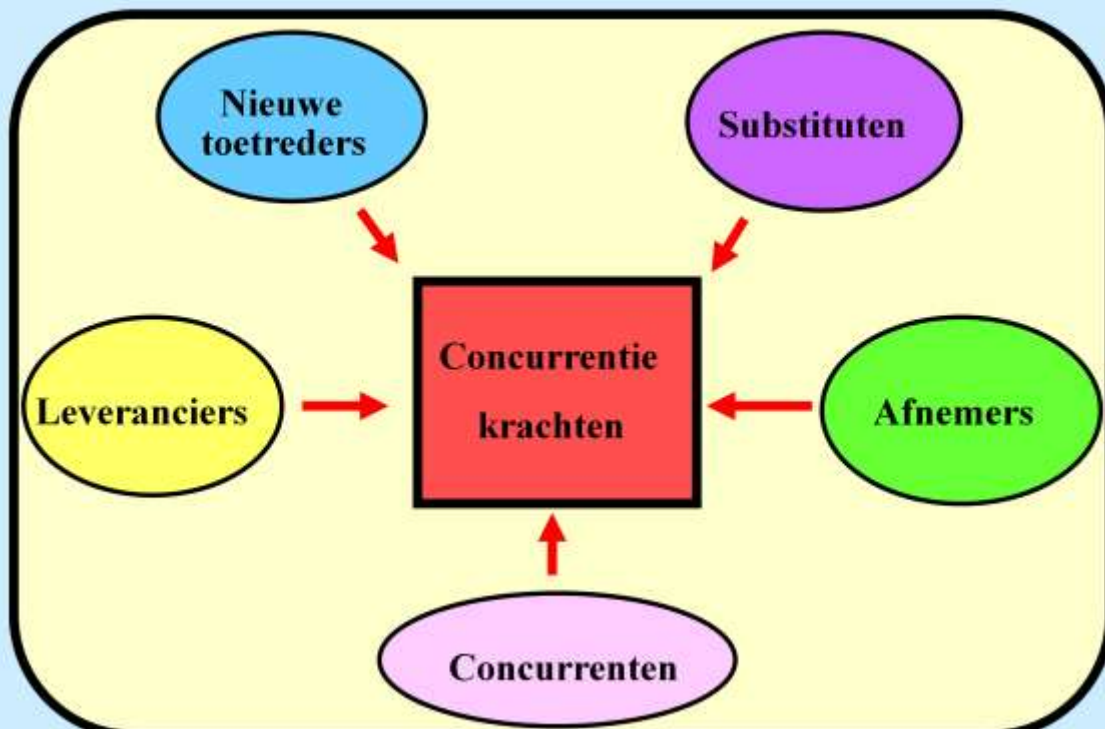 Nieuwe
toetreders
Substituten
Concurrentie
krachten
Leveranciers
Afnemers
Concurrenten